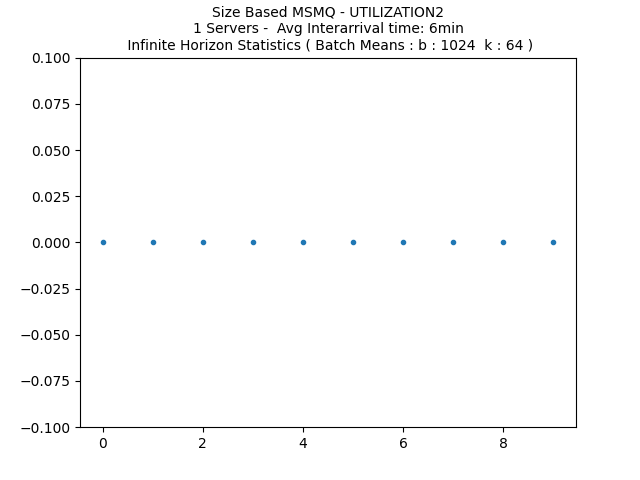 Size Based MSMQ - UTILIZATION2
1 Servers -  Avg Interarrival time: 6min
Infinite Horizon Statistics ( Batch Means : b : 1024  k : 64 )
0.100
0.075
0.050
0.025
0.000
−0.025
−0.050
−0.075
−0.100
0 2 4 6 8